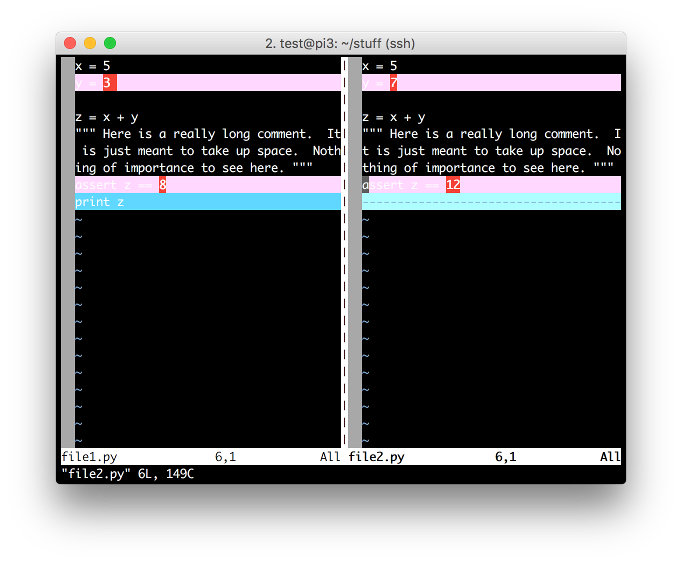 2. test@pi3: ~/stuff (ssh)
x = 5
y = 3

z = x + y
""" Here is a really long comment.  It
 is just meant to take up space.  Noth
ing of importance to see here. """
assert z == 8
print z
~
~
~
~
~
~
~
~
~
~
~
~
~
~
file1.py 6,1 All
x = 5
y = 7

z = x + y
""" Here is a really long comment.  I
t is just meant to take up space.  No
thing of importance to see here. """
assert z == 12
-------------------------------------
~
~
~
~
~
~
~
~
~
~
~
~
~
~
file2.py 6,1 All
"file2.py" 6L, 149C